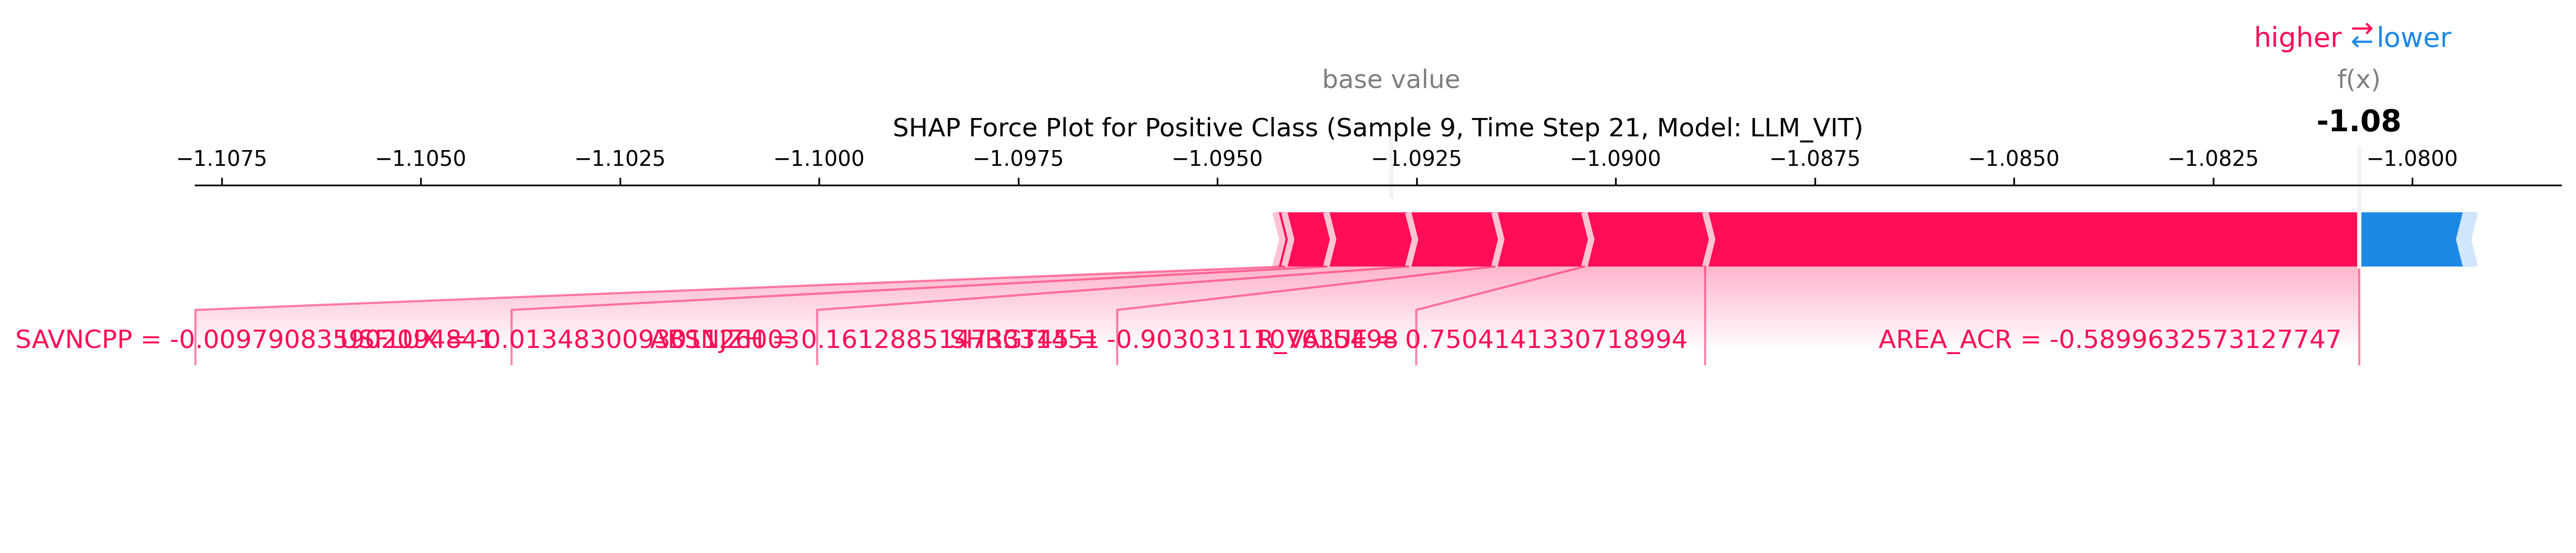 higher ⇄ lower
base value f(x)
SHAP Force Plot for Positive Class (Sample 9, Time Step 21, Model: LLM_VIT) -1.08
−1.1075 −1.1050 −1.1025 −1.1000 −1.0975 −1.0950 −1.0925 −1.0900 −1.0875 −1.0850 −1.0825 −1.0800
SAVNCPP = R_VALUE = 0.7504141330718994 AREA_ACR = -0.5899632573127747